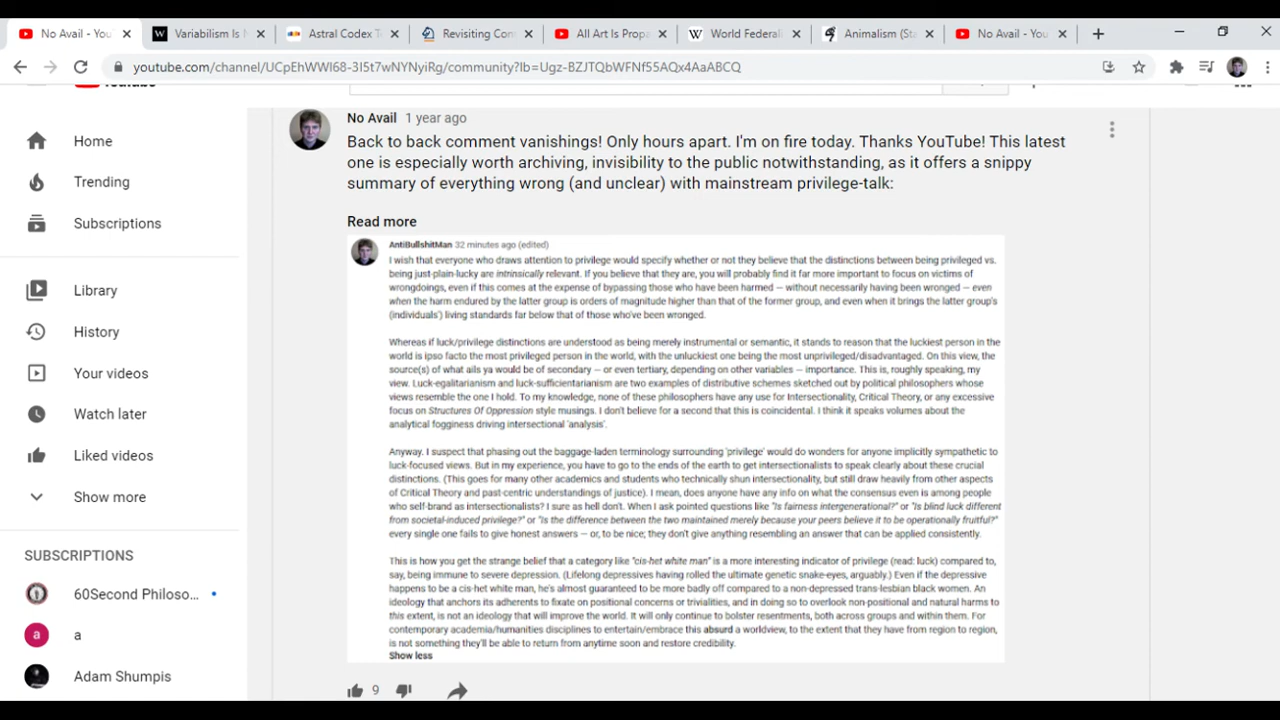 No Avail - You
Variabilism Is N
Astral Codex T
Revisiting Con
All Art Is Propa
World Federal
Animalism (Sta
No Avail - You
youtube.com/channel/UCpEhWWl68-3I5t7wNYNyiRg/community?lb=Ugz-BZJTQbWFNf55AQx4AaABCQ
Home
Trending
Subscriptions
Library
History
Your videos
Watch later
Liked videos
Show more
SUBSCRIPTIONS
60Second Philoso...
a
Adam Shumpis
No Avail 1 year ago
Back to back comment vanishings! Only hours apart. I'm on fire today. Thanks YouTube! This latest
one is especially worth archiving, invisibility to the public notwithstanding, as it offers a snippy
summary of everything wrong (and unclear) with mainstream privilege-talk:
Read more
AntiBullshitMan 32 minutes ago (edited)
I wish that everyone who draws attention to privilege would specify whether or not they believe that the distinctions between being privileged vs.
being just-plain-lucky are intrinsically relevant. If you believe that they are, you will probably find it far more important to focus on victims of
wrongdoings, even if this comes at the expense of bypassing those who have been harmed – without necessarily having been wronged – even
when the harm endured by the latter group is orders of magnitude higher than that of the former group, and even when it brings the latter group's
(individuals') living standards far below that of those who've been wronged.
Whereas if luck/privilege distinctions are understood as being merely instrumental or semantic, it stands to reason that the luckiest person in the
world is ipso facto the most privileged person in the world, with the unluckiest one being the most unprivileged/disadvantaged. On this view, the
source(s) of what ails ya would be of secondary – or even tertiary, depending on other variables – importance. This is, roughly speaking, my
view. Luck-egalitarianism and luck-sufficientarianism are two examples of distributive schemes sketched out by political philosophers whose
views resemble the one I hold. To my knowledge, none of these philosophers have any use for Intersectionality, Critical Theory, or any excessive
focus on Structures Of Oppression style musings. I don't believe for a second that this is coincidental. I think it speaks volumes about the
analytical fogginess driving intersectional 'analysis'.
Anyway. I suspect that phasing out the baggage-laden terminology surrounding 'privilege' would do wonders for anyone implicitly sympathetic to
luck-focused views. But in my experience, you have to go to the ends of the earth to get intersectionalists to speak clearly about these crucial
distinctions. (This goes for many other academics and students who technically shun intersectionality, but still draw heavily from other aspects
of Critical Theory and past-centric understandings of justice). I mean, does anyone have any info on what the consensus even is among people
who self-brand as intersectionalists? I sure as hell don't. When I ask pointed questions like "Is fairness intergenerational?" or "Is blind luck different
from societal-induced privilege?" or "Is the difference between the two maintained merely because your peers believe it to be operationally fruitful?"
every single one fails to give honest answers – or, to be nice; they don't give anything resembling an answer that can be applied consistently.
This is how you get the strange belief that a category like "cis-het white man" is a more interesting indicator of privilege (read: luck) compared to,
say, being immune to severe depression. (Lifelong depressives having rolled the ultimate genetic snake-eyes, arguably.) Even if the depressive
happens to be a cis-het white man, he's almost guaranteed to be more badly off compared to a non-depressed trans-lesbian black women. An
ideology that anchors its adherents to fixate on positional concerns or trivialities, and in doing so to overlook non-positional and natural harms to
this extent, is not an ideology that will improve the world. It will only continue to bolster resentments, both across groups and within them. For
contemporary academia/humanities disciplines to entertain/embrace this absurd a worldview, to the extent that they have from region to region,
is not something they'll be able to return from anytime soon and restore credibility.
Show less
9